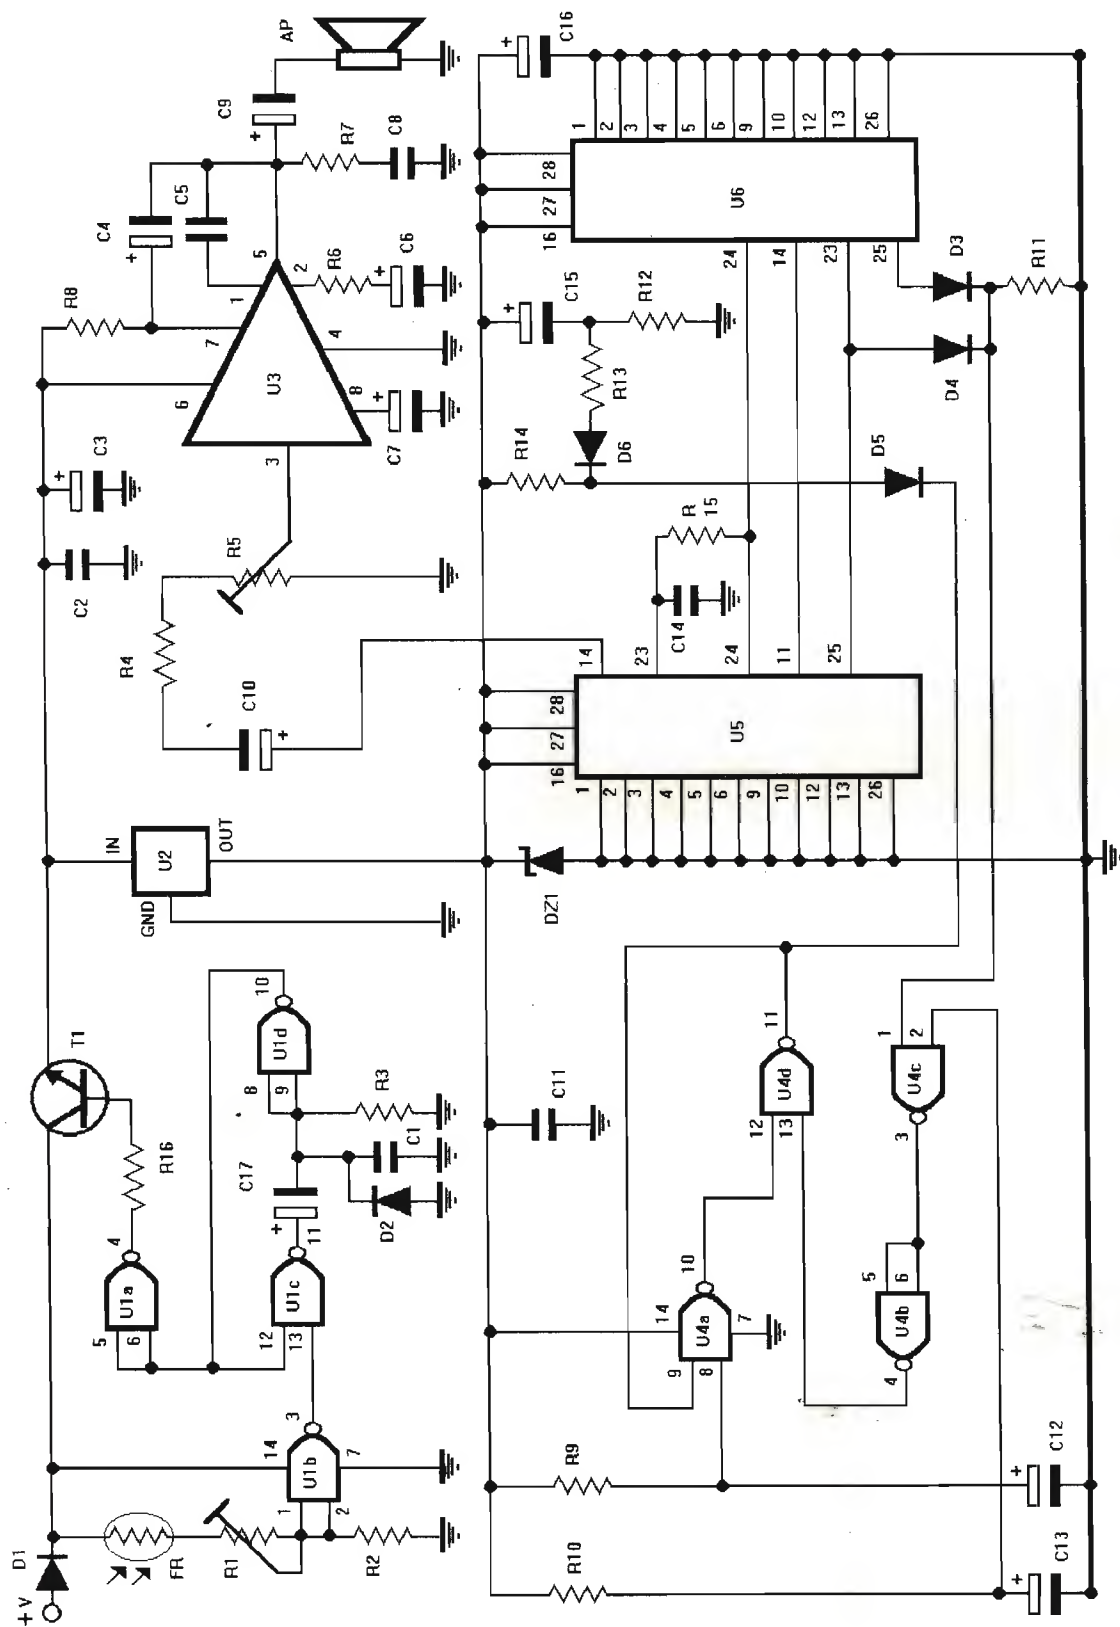 +V
D1
FR
R1
R2
1
2
U1b
14
7
3
5
6
U1a
4
R16
T1
12
13
U1c
11
+
C17
D2
C1
R3
8
9
U1d
10
IN
GND
U2
OUT
C2
+
C3
C10
+
R4
R5
3
U3
6
7
1
8
4
2
5
C7
+
R8
C4
+
C5
R6
+
C6
R7
C8
C9
+
AP
R10
R9
C13
+
C12
+
14
U4a
7
9
8
10
C11
12
13
U4d
11
5
6
U4b
4
1
2
U4c
3
DZ1
16
27
28
14
1
2
3
4
5
6
9
10
12
13
26
U5
23
24
11
25
C14
R
15
R14
D6
R13
+
C15
R12
D5
D4
D3
R11
16
27
28
24
14
23
25
U6
1
2
3
4
5
6
9
10
12
13
26
+
C16